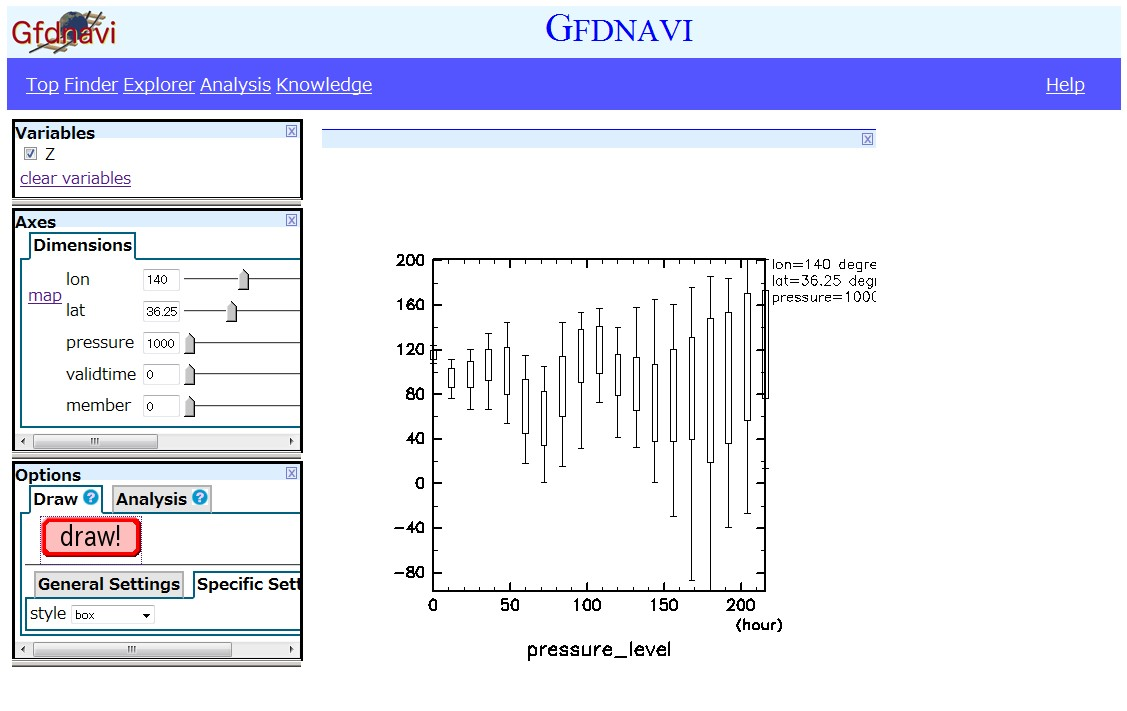 Gfdnavi
GFDNAVI
Top Finder Explorer Analysis Knowledge Help
Variables
Z
clear variables
Axes
Dimensions
lon 140
map
lat 36.25
pressure 1000
validtime 0
member 0
Options
Draw ? Analysis ?
draw!
General Settings Specific Sett
style box
lon=140 degre
lat=36.25 deg
pressure=1000
200
160
120
80
40
0
-40
-80
0 50 100 150 200
(hour)
pressure_level